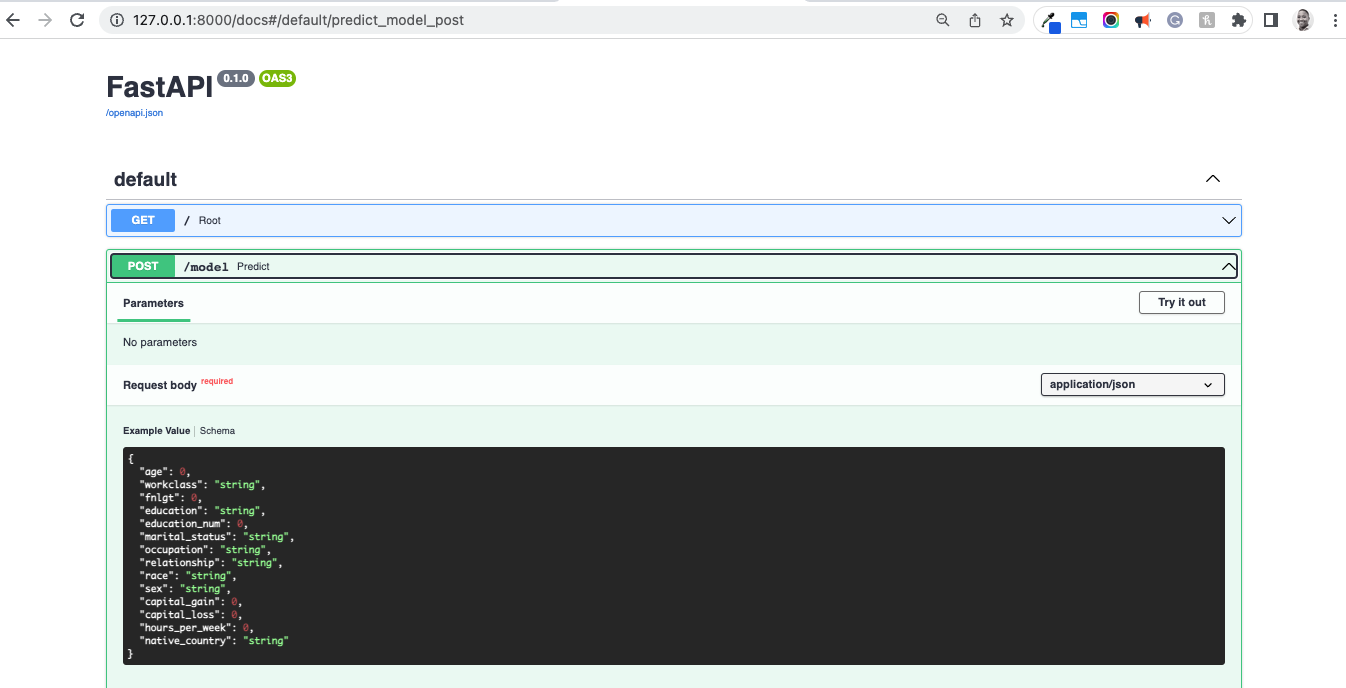 127.0.0.1:8000/docs#/default/predict_model_post
FastAPI 0.1.0 OAS3
/openapi.json
default
GET / Root
POST /model Predict
Parameters Try it out
No parameters
Request body required application/json
Example Value Schema
{
"age": 0,
"workclass": "string",
"fnlgt": 0,
"education": "string",
"education_num": 0,
"marital_status": "string",
"occupation": "string",
"relationship": "string",
"race": "string",
"sex": "string",
"capital_gain": 0,
"capital_loss": 0,
"hours_per_week": 0,
"native_country": "string"
}